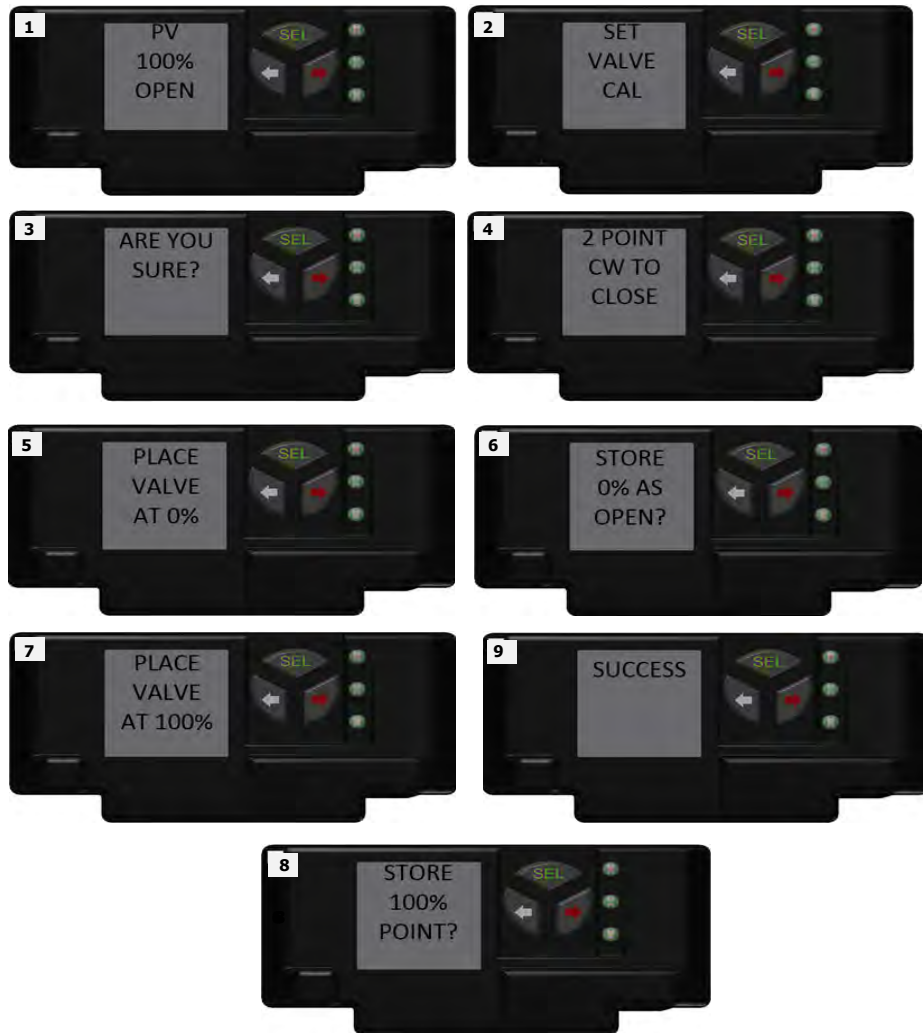 1
PV
100%
OPEN
SEL
2
SET
VALVE
CAL
SEL
3
ARE YOU
SURE?
SEL
4
2 POINT
CW TO
CLOSE
SEL
5
PLACE
VALVE
AT 0%
SEL
6
STORE
0% AS
OPEN?
SEL
7
PLACE
VALVE
AT 100%
SEL
9
SUCCESS
SEL
8
STORE
100%
POINT?
SEL